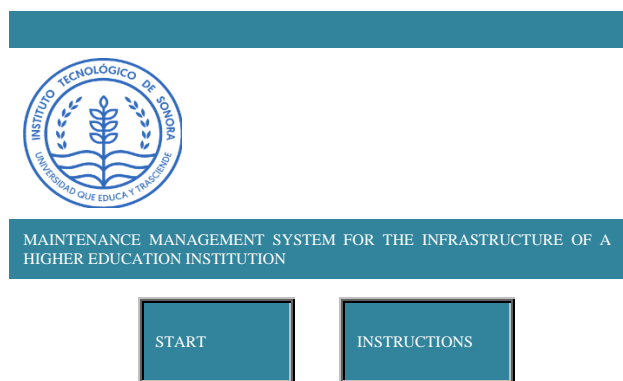 INSTITUTO TECNOLÓGICO DE SONORA
UNIVERSIDAD QUE EDUCA Y TRASCIENDE
MAINTENANCE MANAGEMENT SYSTEM FOR THE INFRASTRUCTURE OF A
HIGHER EDUCATION INSTITUTION
START
INSTRUCTIONS